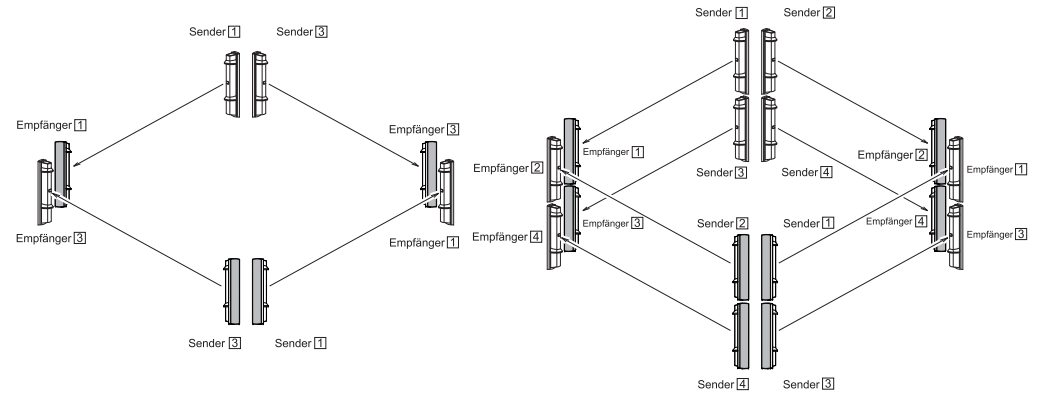 Sender 1 Sender 3
Empfänger 1
Empfänger 3
Empfänger 3
Empfänger 1
Sender 3 Sender 1
Sender 1 Sender 2
Empfänger 1
Empfänger 2
Empfänger 2
Empfänger 1
Sender 3 Sender 4
Empfänger 3
Empfänger 4
Sender 2 Sender 1
Empfänger 4
Empfänger 3
Sender 4 Sender 3